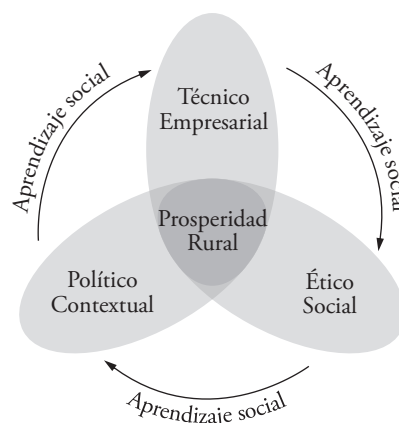 Aprendizaje social
Aprendizaje social
Técnico
Empresarial
Prosperidad
Rural
Político
Contextual
Ético
Social
Aprendizaje social